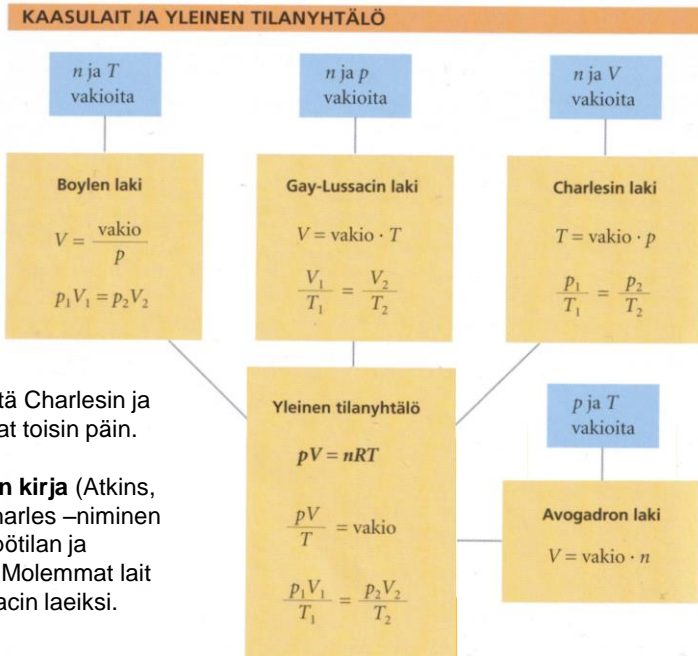 KAASULAIT JA YLEINEN TILANYHTÄLÖ
n ja T
vakioita
n ja p
vakioita
n ja V
vakioita
Boylen laki
V = vakio / p
p₁V₁ = p₂V₂
Gay-Lussacin laki
V = vakio · T
V₁ / T₁ = V₂ / T₂
Charlesin laki
T = vakio · p
p₁ / T₁ = p₂ / T₂
tä Charlesin ja
at toisin päin.
n kirja (Atkins,
harles –niminen
pötilan ja
Molemmat lait
acin laeiksi.
Yleinen tilanyhtälö
pV = nRT
pV / T = vakio
p₁V₁ / T₁ = p₂V₂ / T₂
p ja T
vakioita
Avogadron laki
V = vakio · n